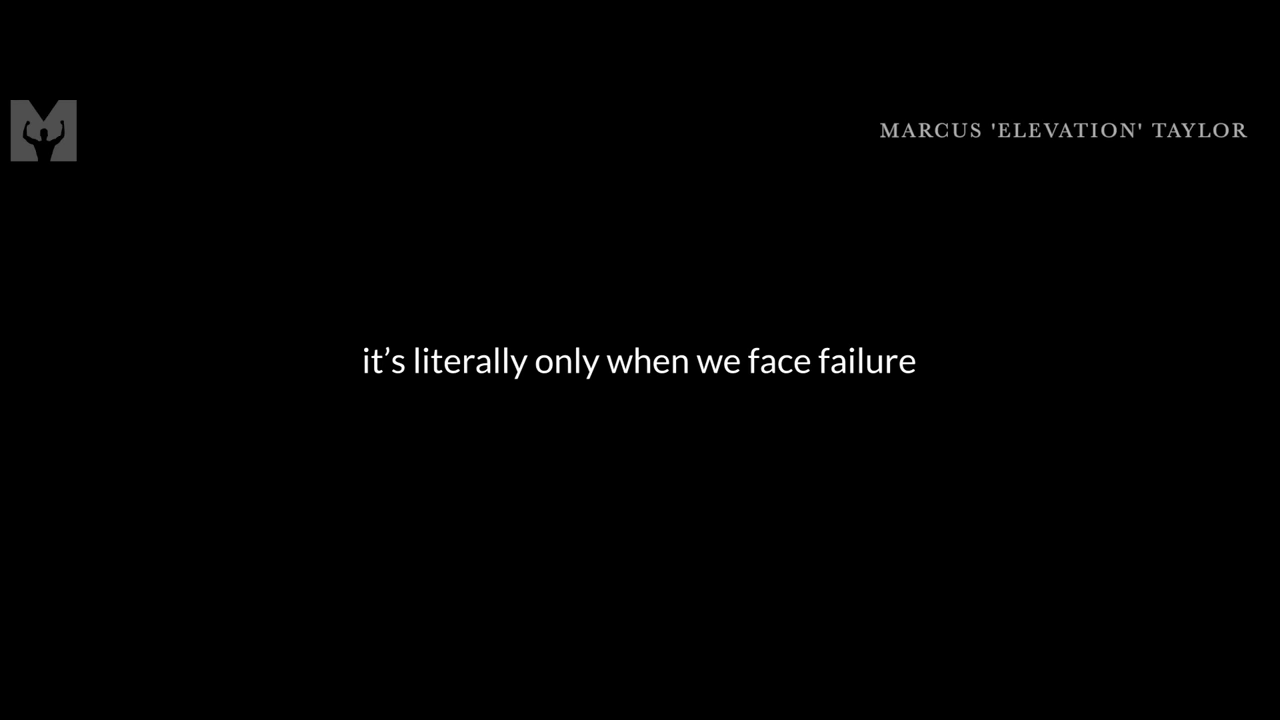 MARCUS 'ELEVATION' TAYLOR
it’s literally only when we face failure